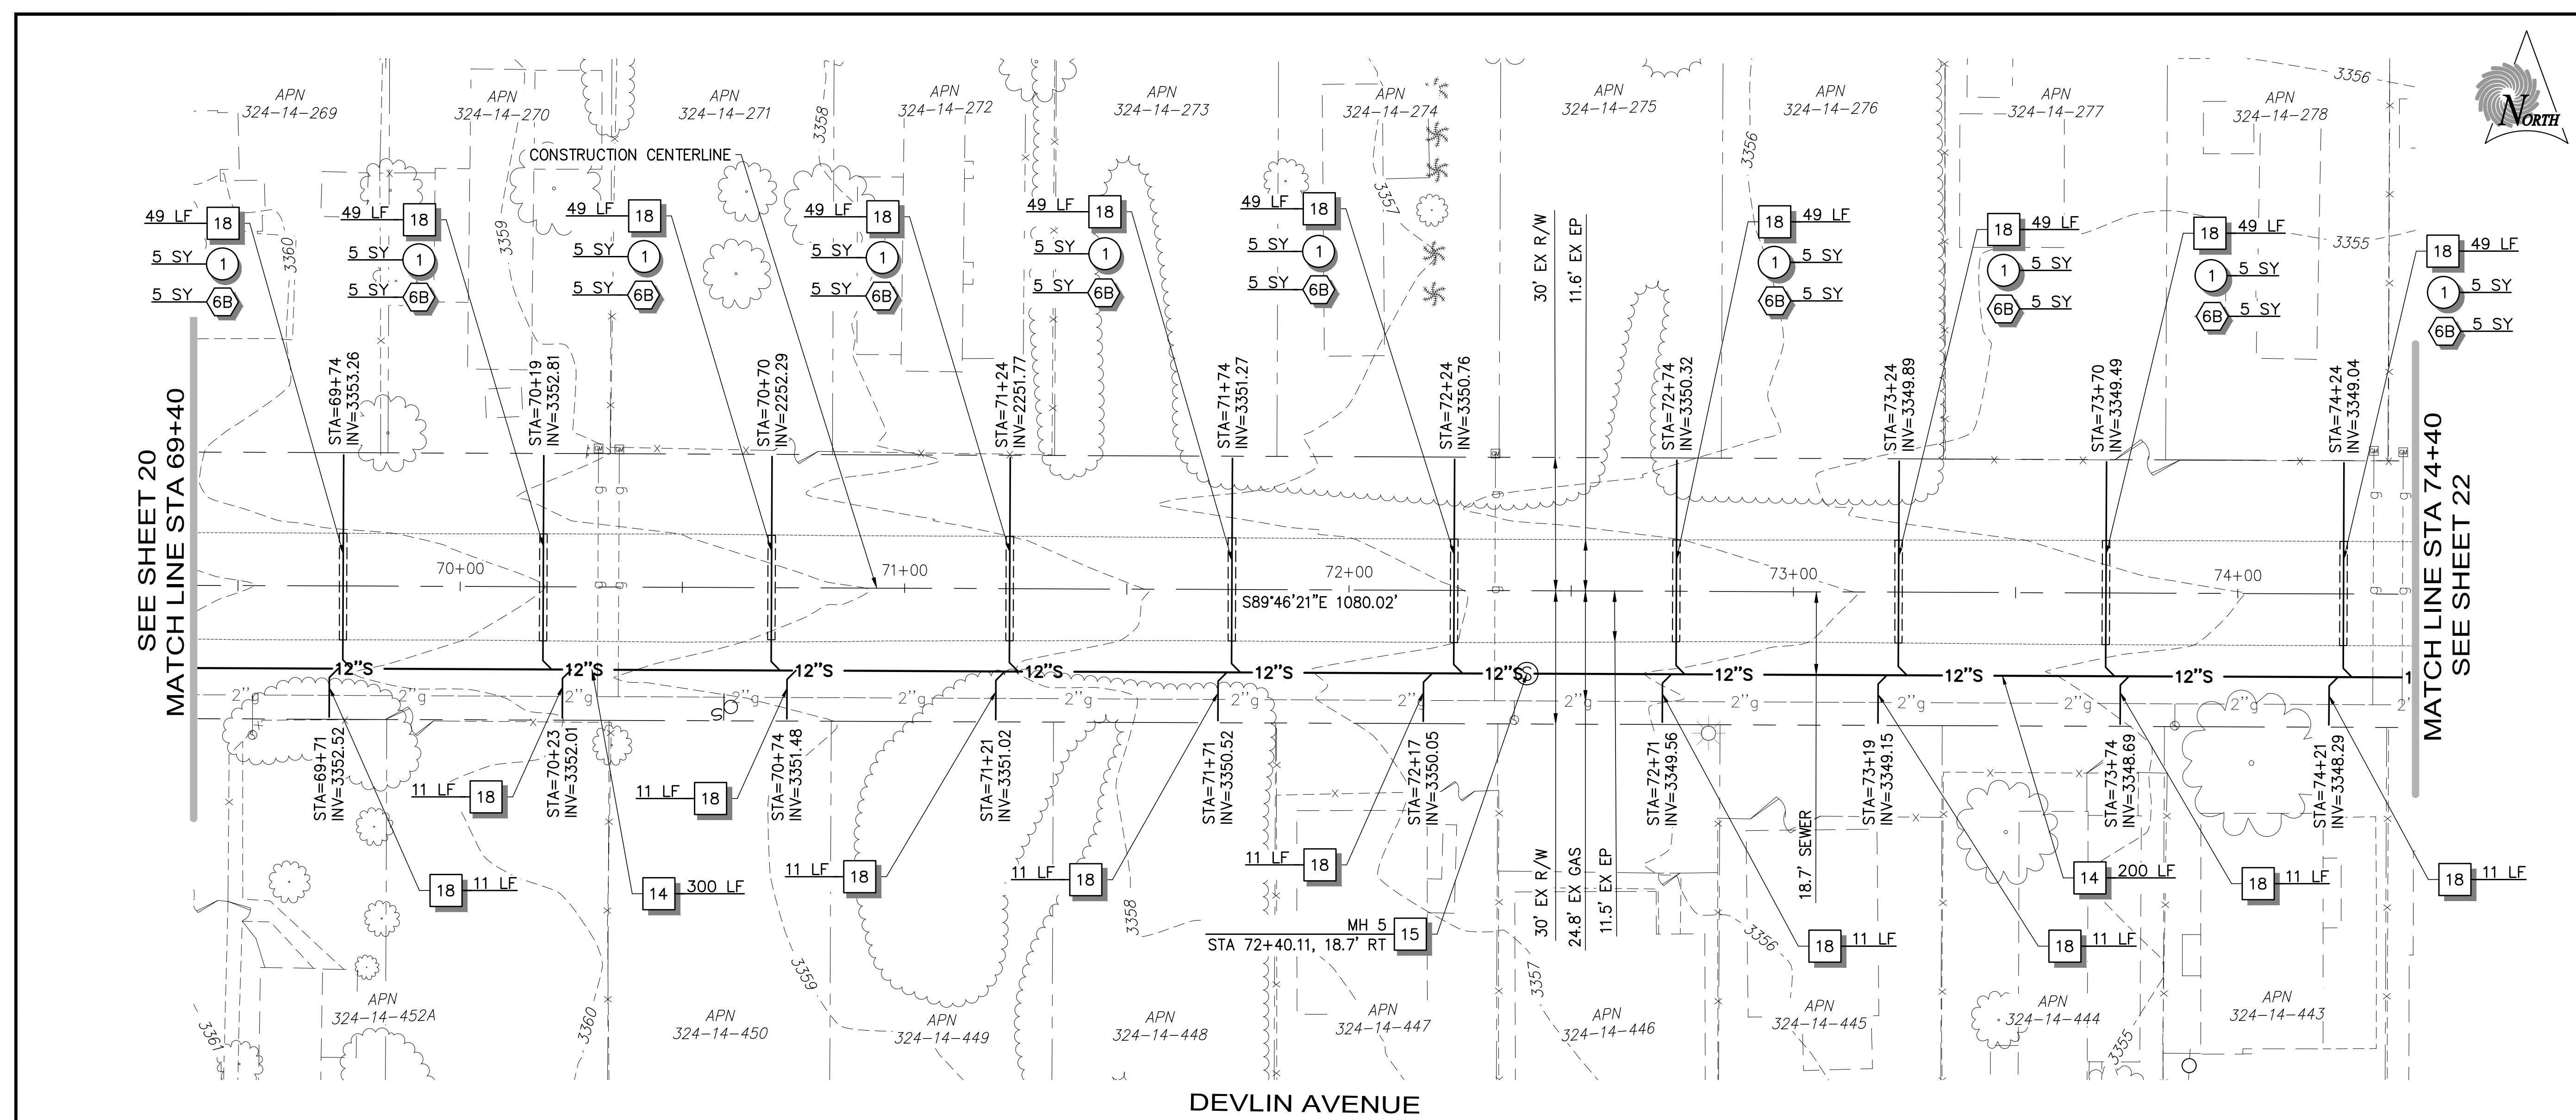 APN
324-14-269
APN
324-14-270
APN
324-14-271
APN
324-14-272
APN
324-14-273
APN
324-14-274
APN
324-14-275
APN
324-14-276
APN
324-14-277
APN
324-14-278
NORTH
3358
3356
3356
3357
3359
3360
3355
CONSTRUCTION CENTERLINE
49 LF 18
5 SY 1
5 SY 6B
49 LF 18
5 SY 1
5 SY 6B
49 LF 18
5 SY 1
5 SY 6B
49 LF 18
5 SY 1
5 SY 6B
49 LF 18
5 SY 1
5 SY 6B
49 LF 18
5 SY 1
5 SY 6B
18 49 LF
1 5 SY
6B 5 SY
18 49 LF
1 5 SY
6B 5 SY
18 49 LF
1 5 SY
6B 5 SY
18 49 LF
1 5 SY
6B 5 SY
30' EX R/W
11.6' EX EP
STA=69+74
INV=3353.26
STA=70+19
INV=3352.81
STA=70+70
INV=2252.29
STA=71+24
INV=2251.77
STA=71+74
INV=3351.27
STA=72+24
INV=3350.76
STA=72+74
INV=3350.32
STA=73+24
INV=3349.89
STA=73+70
INV=3349.49
STA=74+24
INV=3349.04
SEE SHEET 20
MATCH LINE STA 69+40
MATCH LINE STA 74+40
SEE SHEET 22
GM GM GM GM GM
g g g g g g g g g g
70+00
71+00
72+00
73+00
74+00
S89°46'21"E 1080.02'
12"S 12"S 12"S 12"S 12"S 12"S 12"S 12"S 12"S 1
2"g 2"g 2"g 2"g 2"g 2"g 2"g 2"g 2"g 2"g 2"g 2"g 2'
S
S
STA=69+71
INV=3352.52
STA=70+23
INV=3352.01
STA=70+74
INV=3351.48
STA=71+21
INV=3351.02
STA=71+71
INV=3350.52
STA=72+17
INV=3350.05
STA=72+71
INV=3349.56
STA=73+19
INV=3349.15
STA=73+74
INV=3348.69
STA=74+21
INV=3348.29
11 LF 18
11 LF 18
11 LF 18
11 LF 18
11 LF 18
18 11 LF
14 300 LF
14 200 LF
18 11 LF
18 11 LF
18 11 LF
18 11 LF
MH 5
STA 72+40.11, 18.7' RT 15
30' EX R/W
24.8' EX GAS
11.5' EX EP
18.7' SEWER
3358
3359
3360
3361
3357
3356
3355
APN
324-14-452A
APN
324-14-450
APN
324-14-449
APN
324-14-448
APN
324-14-447
APN
324-14-446
APN
324-14-445
APN
324-14-444
APN
324-14-443
DEVLIN AVENUE